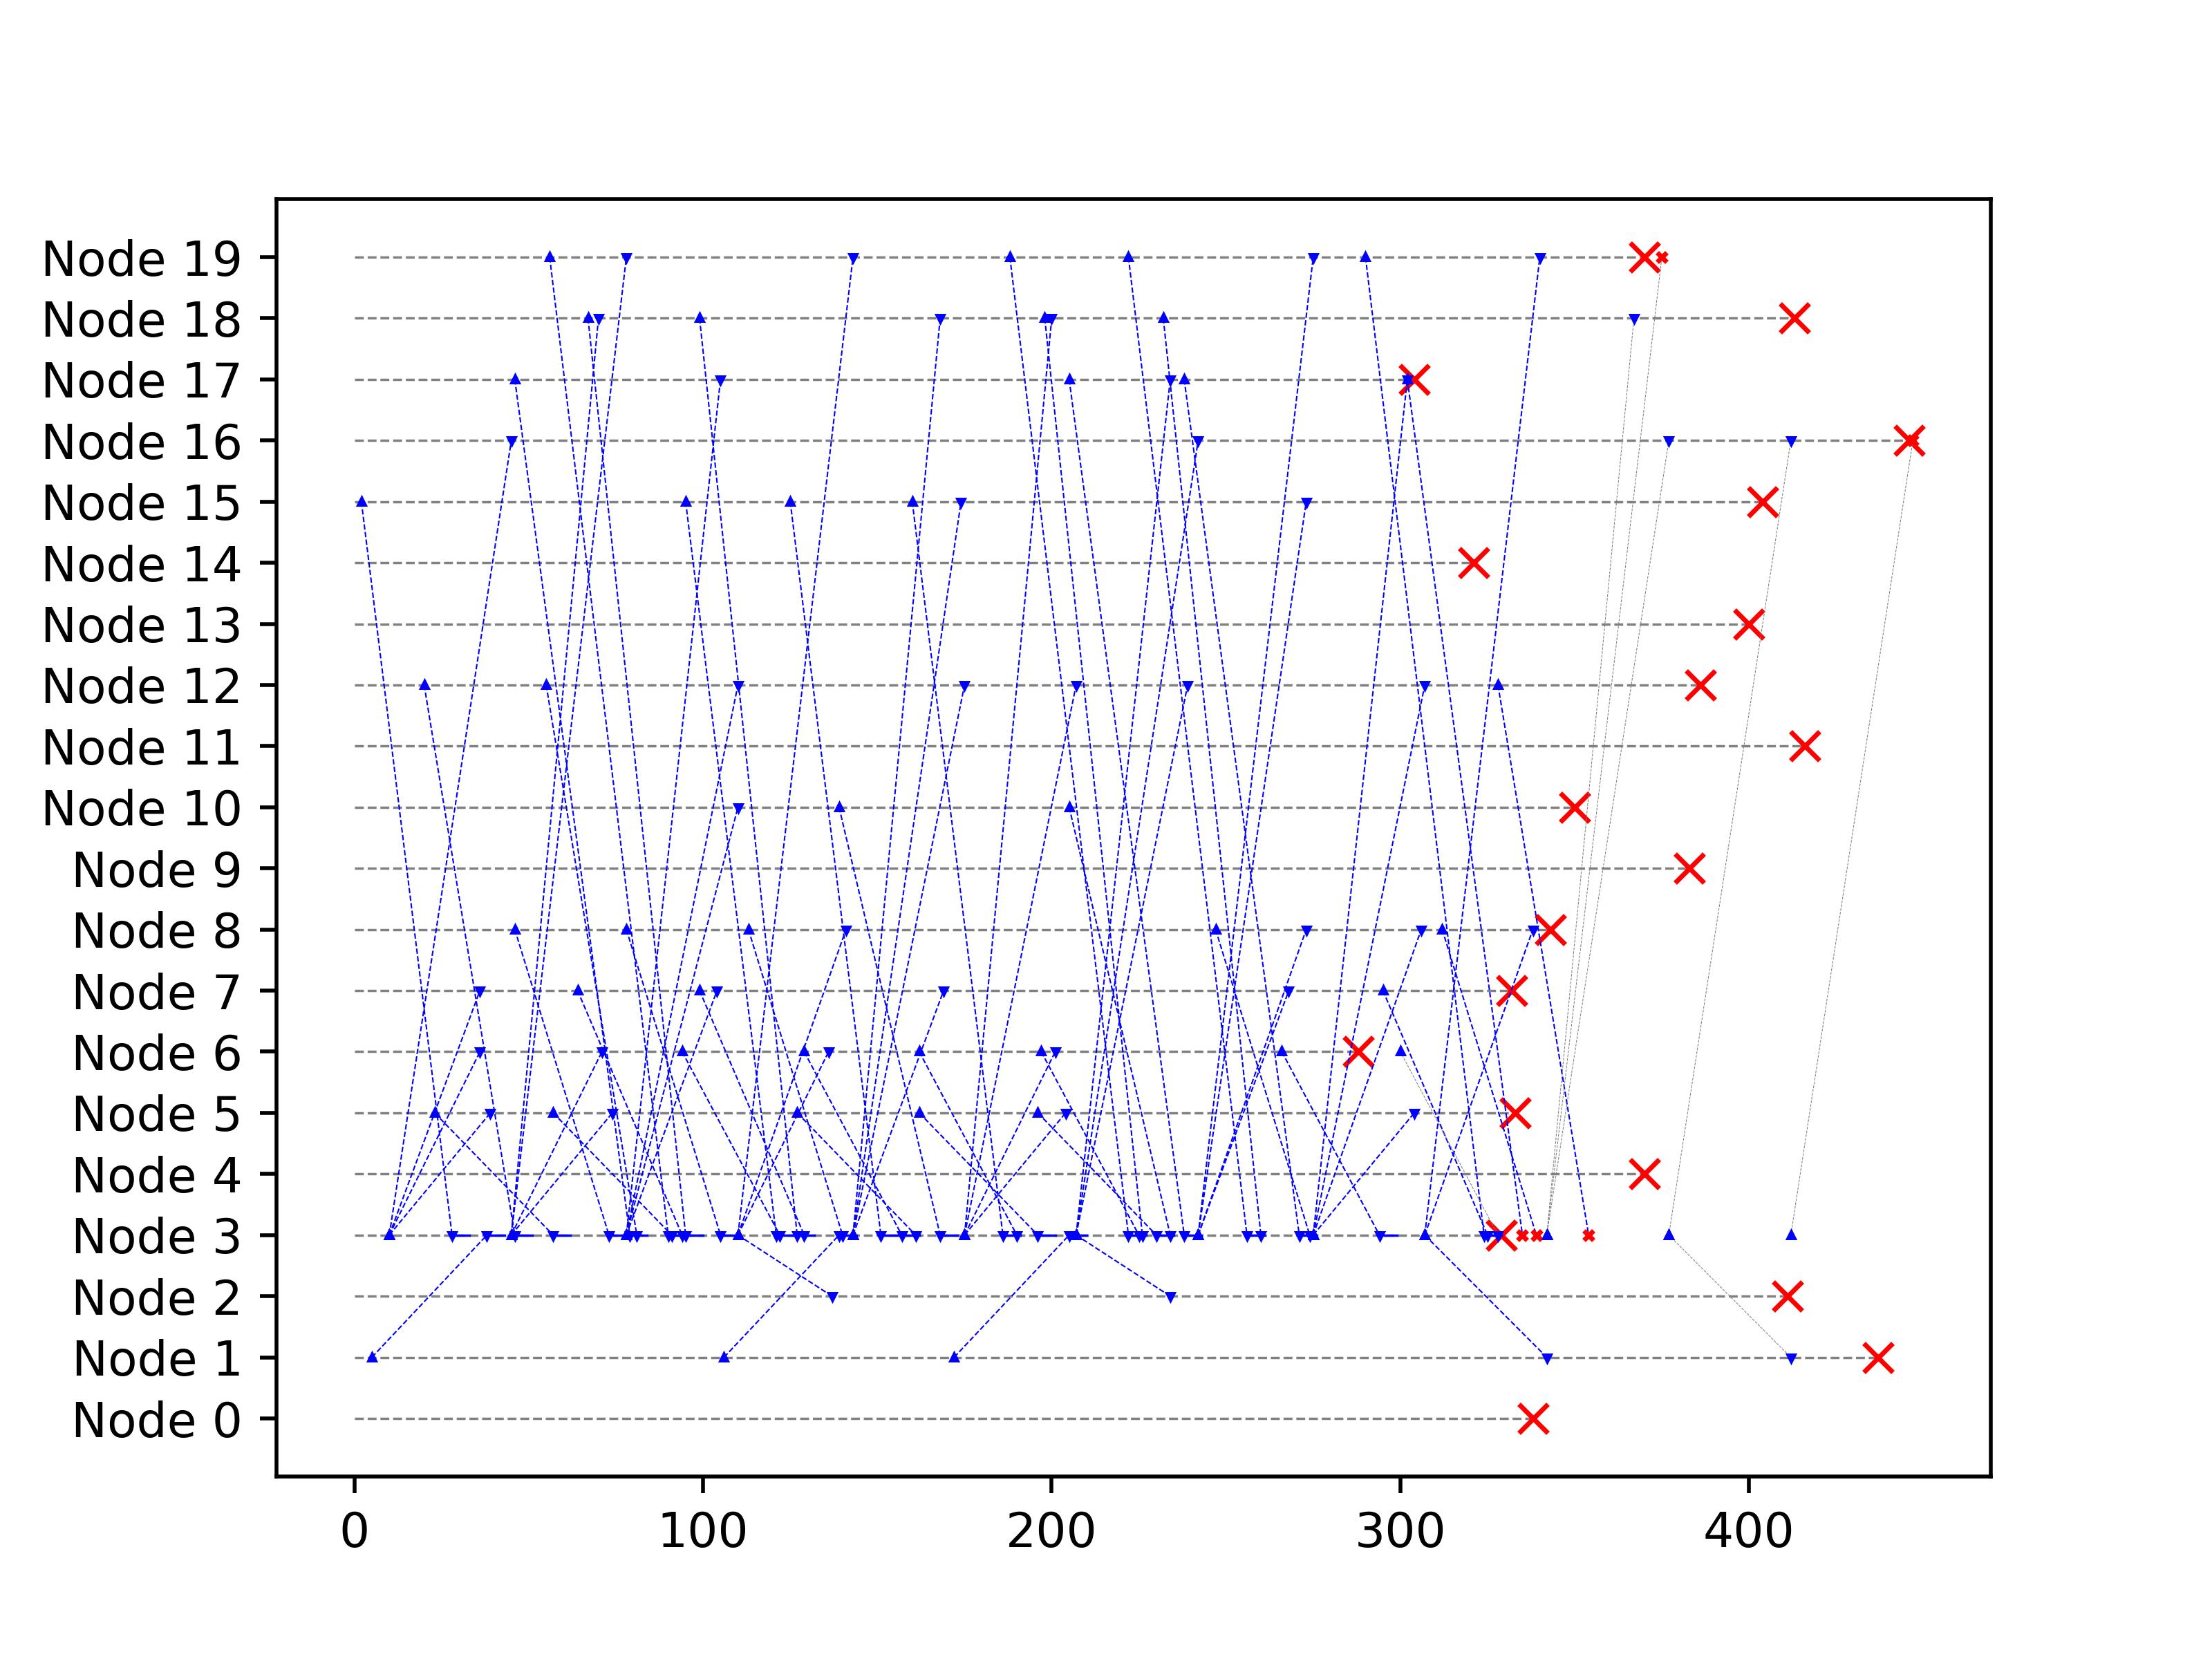 Node 19
Node 18
Node 17
Node 16
Node 15
Node 14
Node 13
Node 12
Node 11
Node 10
Node 9
Node 8
Node 7
Node 6
Node 5
Node 4
Node 3
Node 2
Node 1
Node 0
0 100 200 300 400